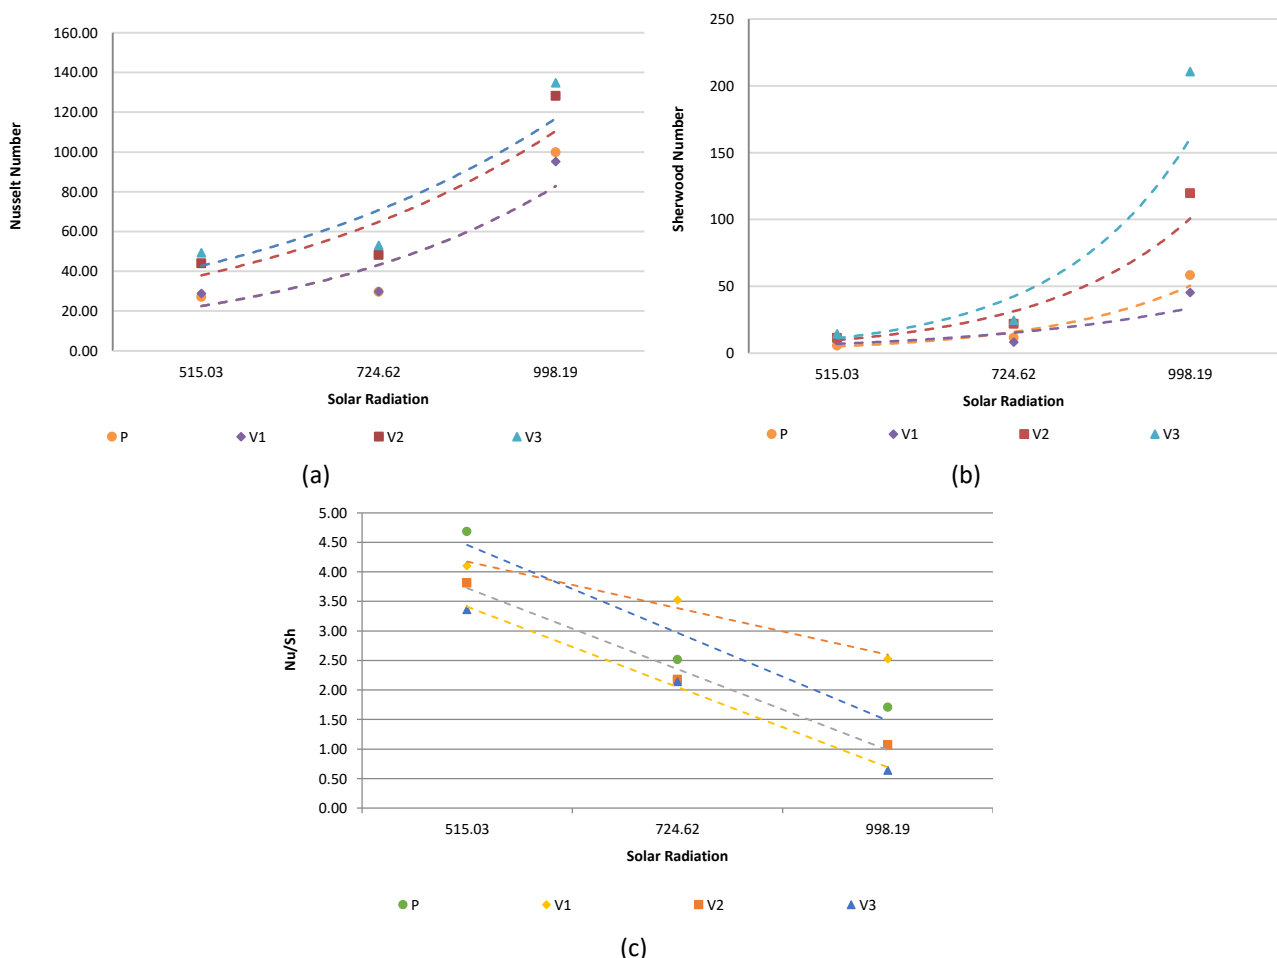 160.00
140.00
120.00
100.00
80.00
60.00
40.00
20.00
0.00
Nusselt Number
515.03 724.62 998.19
Solar Radiation
P V1 V2 V3
(a)
250
200
150
100
50
0
Sherwood Number
515.03 724.62 998.19
Solar Radiation
P V1 V2 V3
(b)
5.00
4.50
4.00
3.50
3.00
2.50
2.00
1.50
1.00
0.50
0.00
Nu/Sh
515.03 724.62 998.19
Solar Radiation
P V1 V2 V3
(c)